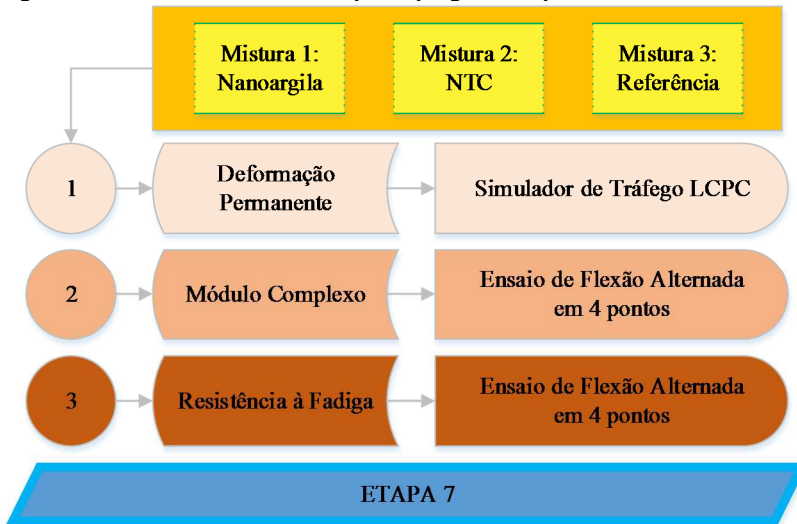 Mistura 1:
Nanoargila
Mistura 2:
NTC
Mistura 3:
Referência
1
Deformação
Permanente
Simulador de Tráfego LCPC
2
Módulo Complexo
Ensaio de Flexão Alternada
em 4 pontos
3
Resistência à Fadiga
Ensaio de Flexão Alternada
em 4 pontos
ETAPA 7